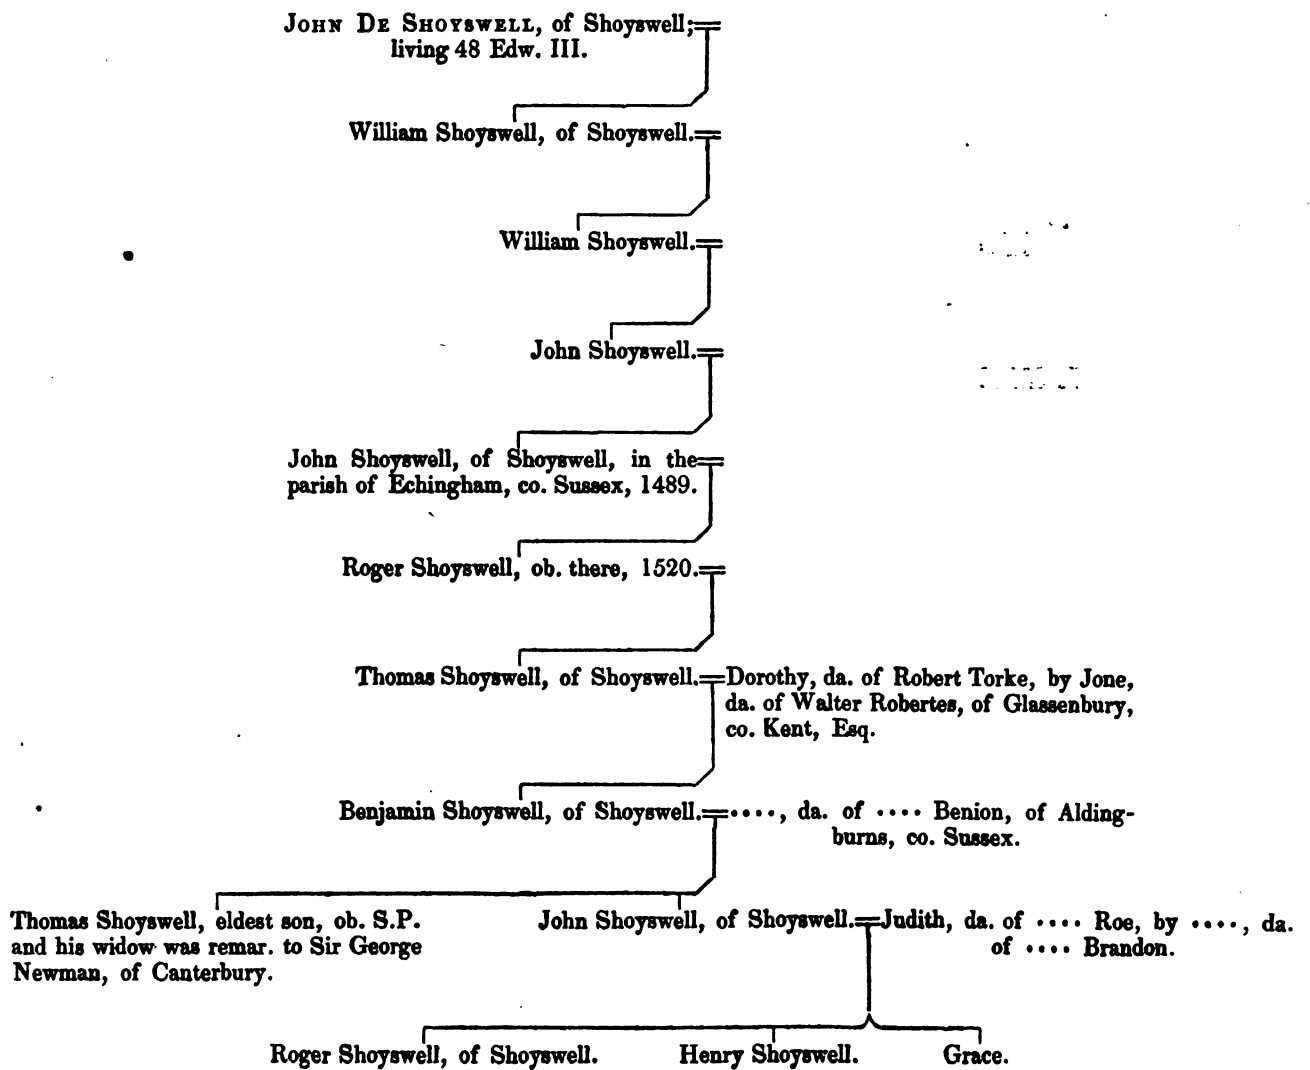 JOHN DE SHOYSWELL, of Shoyswell;
living 48 Edw. III.
William Shoyswell, of Shoyswell.
William Shoyswell.
John Shoyswell.
John Shoyswell, of Shoyswell, in the
parish of Echingham, co. Sussex, 1489.
Roger Shoyswell, ob. there, 1520.
Thomas Shoyswell, of Shoyswell.
Dorothy, da. of Robert Torke, by Jone,
da. of Walter Robertes, of Glassenbury,
co. Kent, Esq.
Benjamin Shoyswell, of Shoyswell.
...., da. of .... Benion, of Alding-
burns, co. Sussex.
Thomas Shoyswell, eldest son, ob. S.P.
and his widow was remar. to Sir George
Newman, of Canterbury.
John Shoyswell, of Shoyswell.
Judith, da. of .... Roe, by ...., da.
of .... Brandon.
Roger Shoyswell, of Shoyswell.
Henry Shoyswell.
Grace.